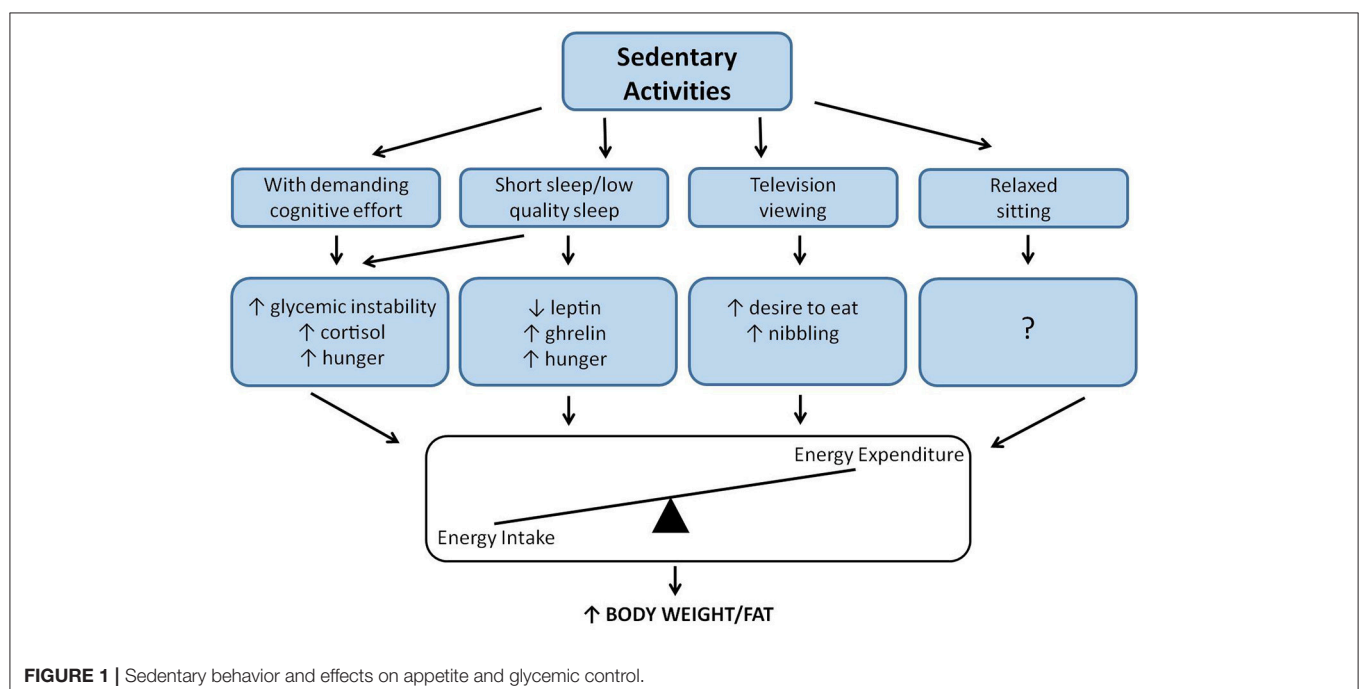 Sedentary
Activities
With demanding
cognitive effort
Short sleep/low
quality sleep
Television
viewing
Relaxed
sitting
↑ glycemic instability
↑ cortisol
↑ hunger
↓ leptin
↑ ghrelin
↑ hunger
↑ desire to eat
↑ nibbling
?
Energy Expenditure
Energy Intake
↑ BODY WEIGHT/FAT
FIGURE 1 | Sedentary behavior and effects on appetite and glycemic control.